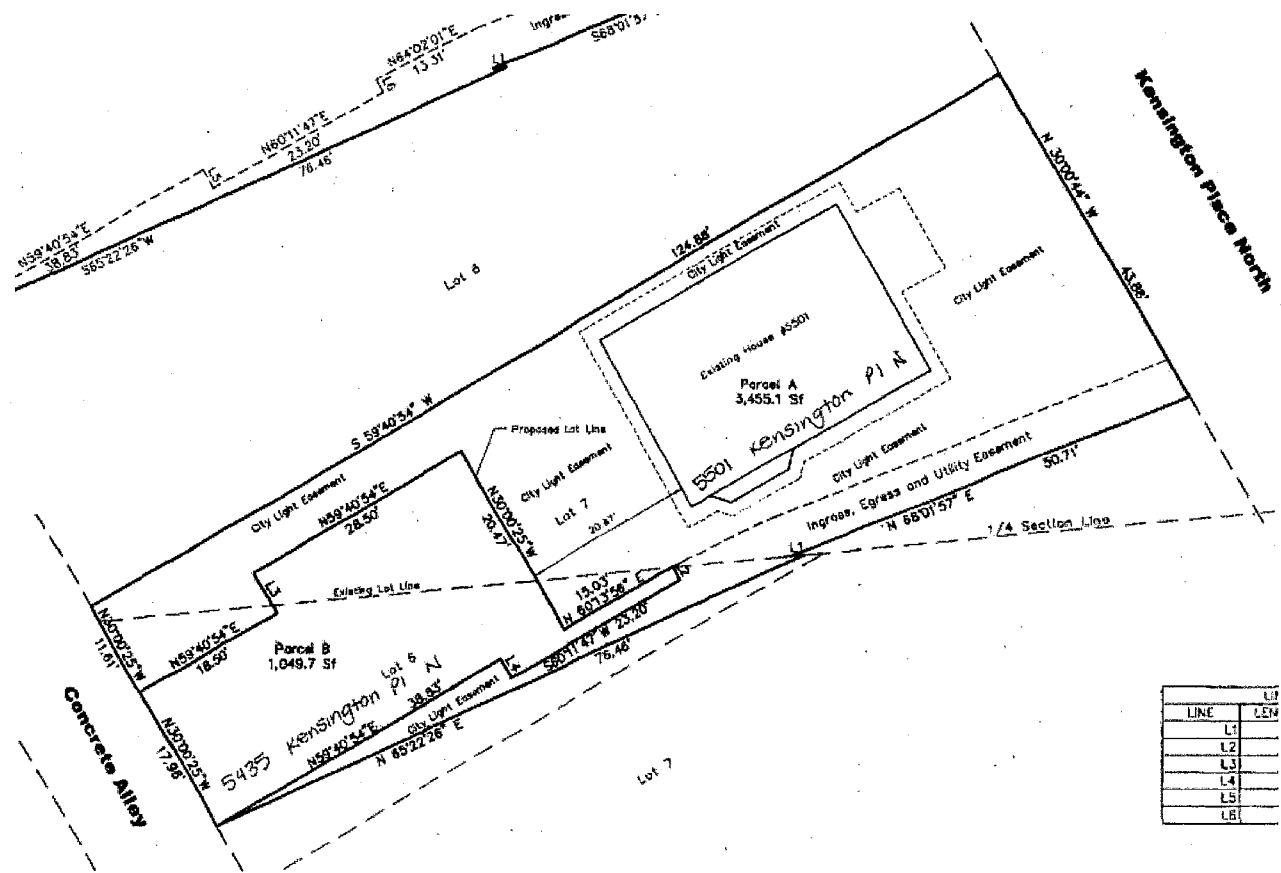 N64°02'01"E
13.31'
L1
S68°01'57"
L6
N60°11'47"E
23.20'
76.46'
L5
N59°40'54"E
38.83'
S65°22'26"W
Lot 6
Kensington Place North
N 30°00'44" W
43.88'
124.88'
City Light Easement
City Light Easement
Existing House #5501
Parcel A
3,455.1 Sf
5501 Kensington Pl N
S 59°40'54" W
Proposed Lot Line
City Light Easement
City Light Easement
Lot 7
N30°00'25"W
20.47'
20.87'
City Light Easement
Ingress, Egress and Utility Easement
50.71'
N 68°01'57" E
1/4 Section Line
L1
N59°40'54"E
28.50'
L3
Existing Lot Line
15.03'
N 60°13'56" E
L2
N30°00'25"W
11.61'
N59°40'54"E
18.50'
Parcel B
1,049.7 Sf
Lot 6
5435 Kensington Pl N
S60°11'47"W 23.20'
76.46'
L4
38.83'
N59°40'54"E
City Light Easement
N 65°22'26" E
N30°00'25"W
17.96'
Concrete Alley
Lot 7
LINE
L1
L2
L3
L4
L5
L6